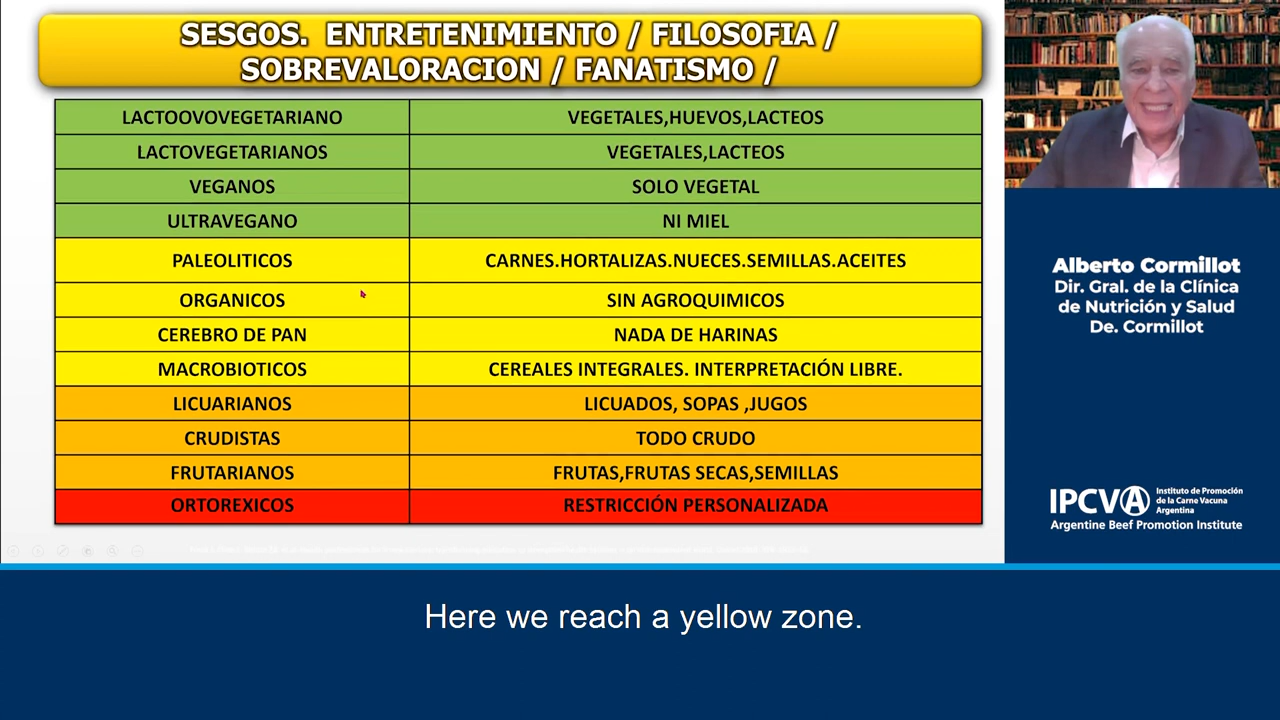 SESGOS. ENTRETENIMIENTO / FILOSOFIA /
SOBREVALORACION / FANATISMO /
LACTOOVOVEGETARIANO VEGETALES,HUEVOS,LACTEOS
LACTOVEGETARIANOS VEGETALES,LACTEOS
VEGANOS SOLO VEGETAL
ULTRAVEGANO NI MIEL
PALEOLITICOS CARNES.HORTALIZAS.NUECES.SEMILLAS.ACEITES
ORGANICOS SIN AGROQUIMICOS
CEREBRO DE PAN NADA DE HARINAS
MACROBIOTICOS CEREALES INTEGRALES. INTERPRETACIÓN LIBRE.
LICUARIANOS LICUADOS, SOPAS ,JUGOS
CRUDISTAS TODO CRUDO
FRUTARIANOS FRUTAS,FRUTAS SECAS,SEMILLAS
ORTOREXICOS RESTRICCIÓN PERSONALIZADA
Alberto Cormillot
Dir. Gral. de la Clínica
de Nutrición y Salud
De. Cormillot
IPCVA
Instituto de Promoción
de la Carne Vacuna
Argentina
Argentine Beef Promotion Institute
Here we reach a yellow zone.